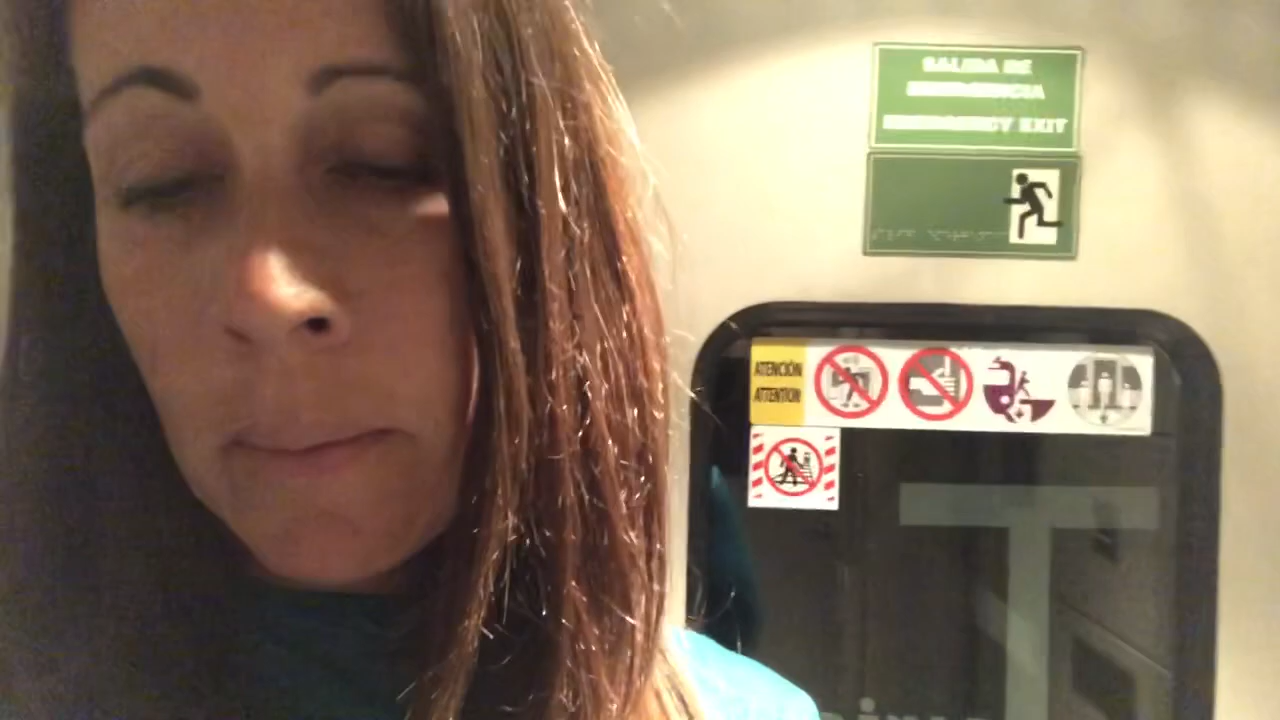 SALIDA DE
EMERGENCIA
EMERGENCY EXIT
ATENCIÓN
ATTENTION